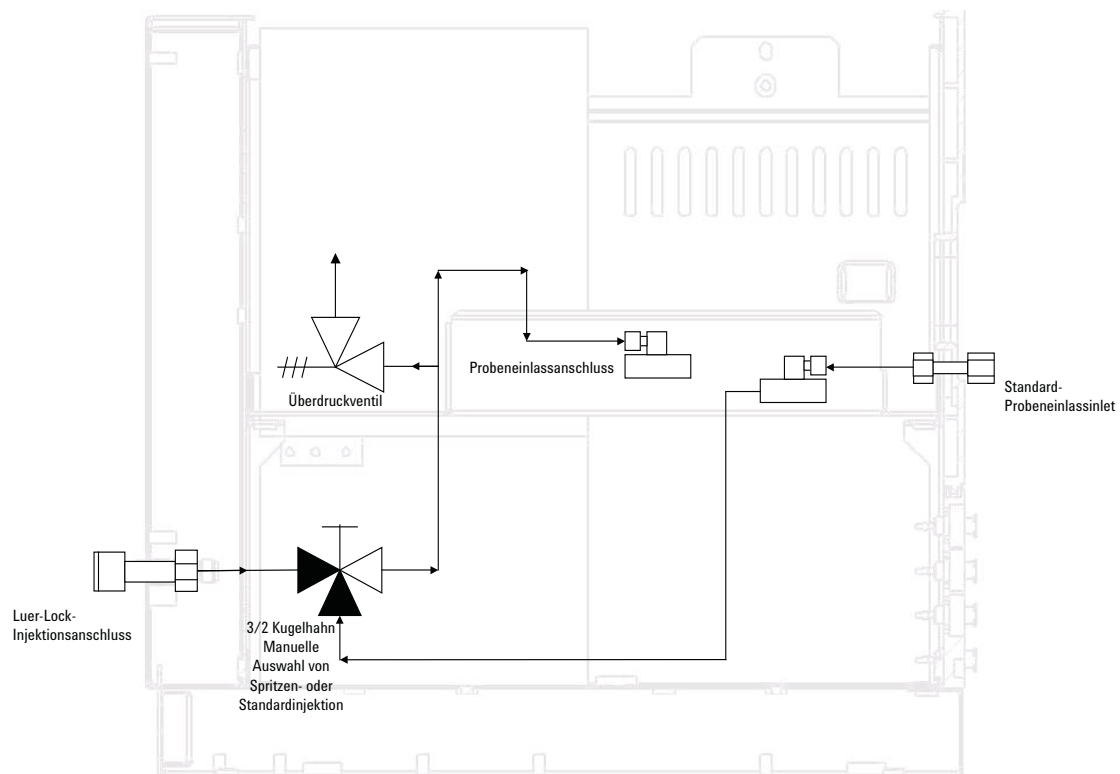 Probeneinlassanschluss
Überdruckventil
Standard-
Probeneinlassinlet
Luer-Lock-
Injektionsanschluss
3/2 Kugelhahn
Manuelle
Auswahl von
Spritzen- oder
Standardinjektion